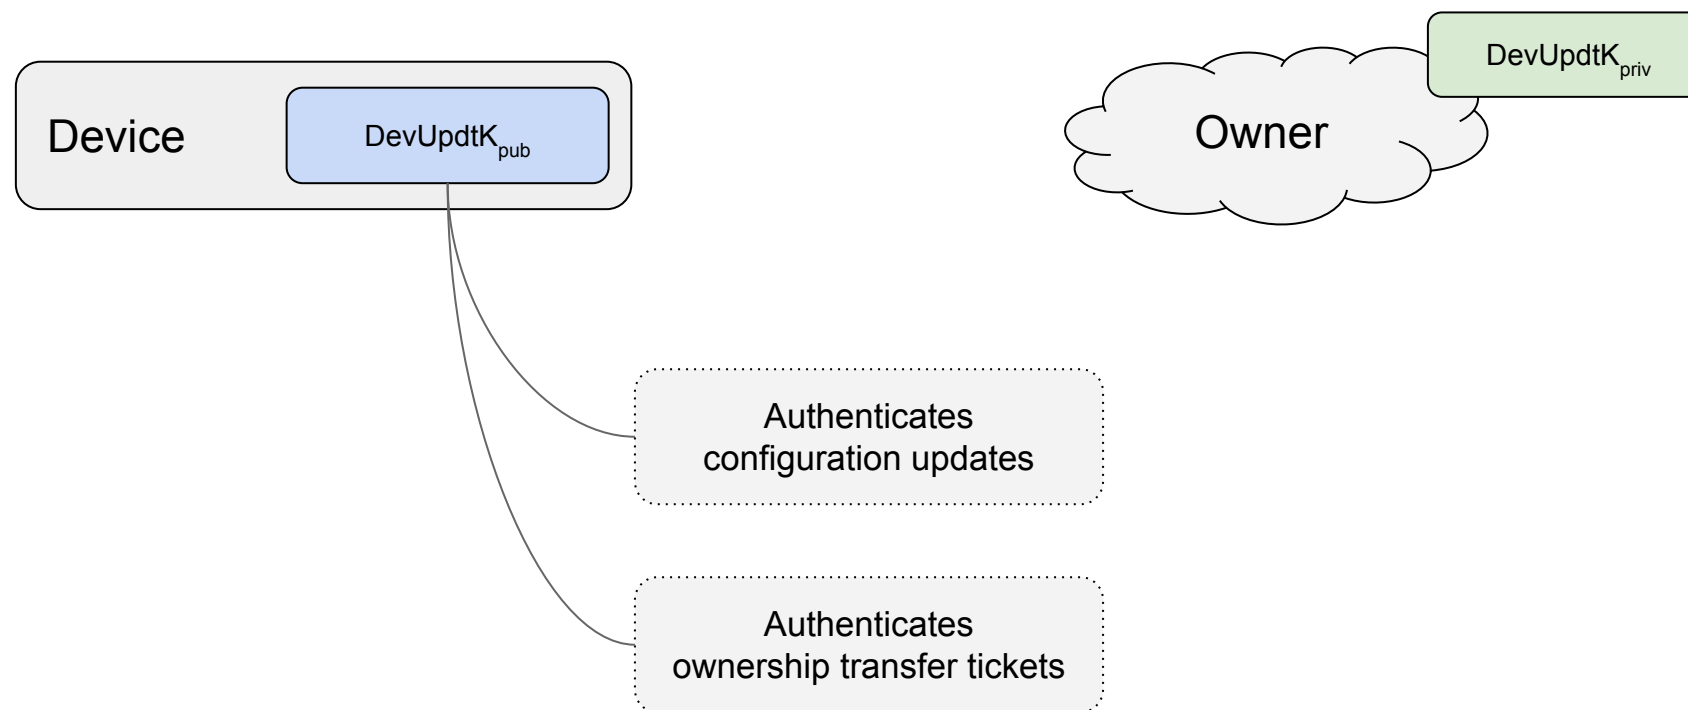 DevUpdtKpriv
Device
DevUpdtKpub
Owner
Authenticates
configuration updates
Authenticates
ownership transfer tickets